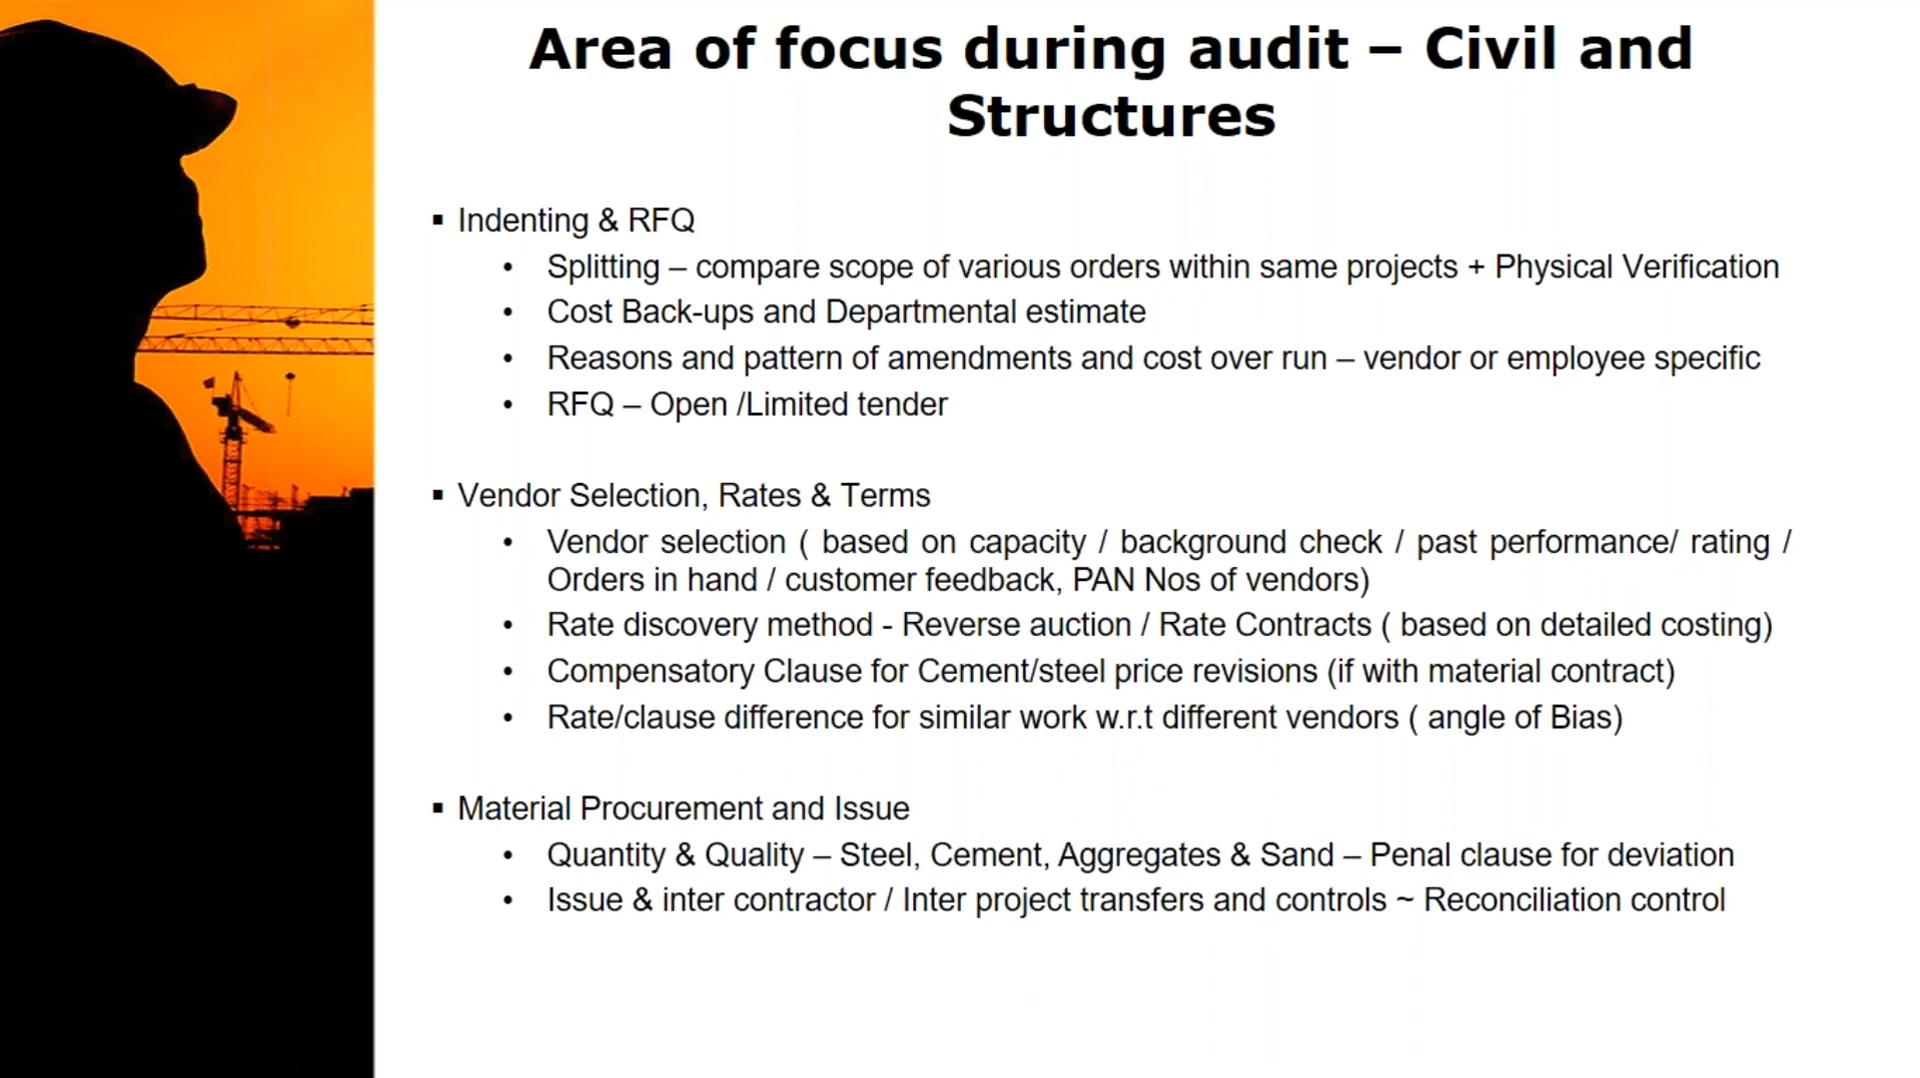 Area of focus during audit – Civil and
Structures
▪ Indenting & RFQ
• Splitting – compare scope of various orders within same projects + Physical Verification
• Cost Back-ups and Departmental estimate
• Reasons and pattern of amendments and cost over run – vendor or employee specific
• RFQ – Open /Limited tender
▪ Vendor Selection, Rates & Terms
• Vendor selection ( based on capacity / background check / past performance/ rating /
Orders in hand / customer feedback, PAN Nos of vendors)
• Rate discovery method - Reverse auction / Rate Contracts ( based on detailed costing)
• Compensatory Clause for Cement/steel price revisions (if with material contract)
• Rate/clause difference for similar work w.r.t different vendors ( angle of Bias)
▪ Material Procurement and Issue
• Quantity & Quality – Steel, Cement, Aggregates & Sand – Penal clause for deviation
• Issue & inter contractor / Inter project transfers and controls ~ Reconciliation control